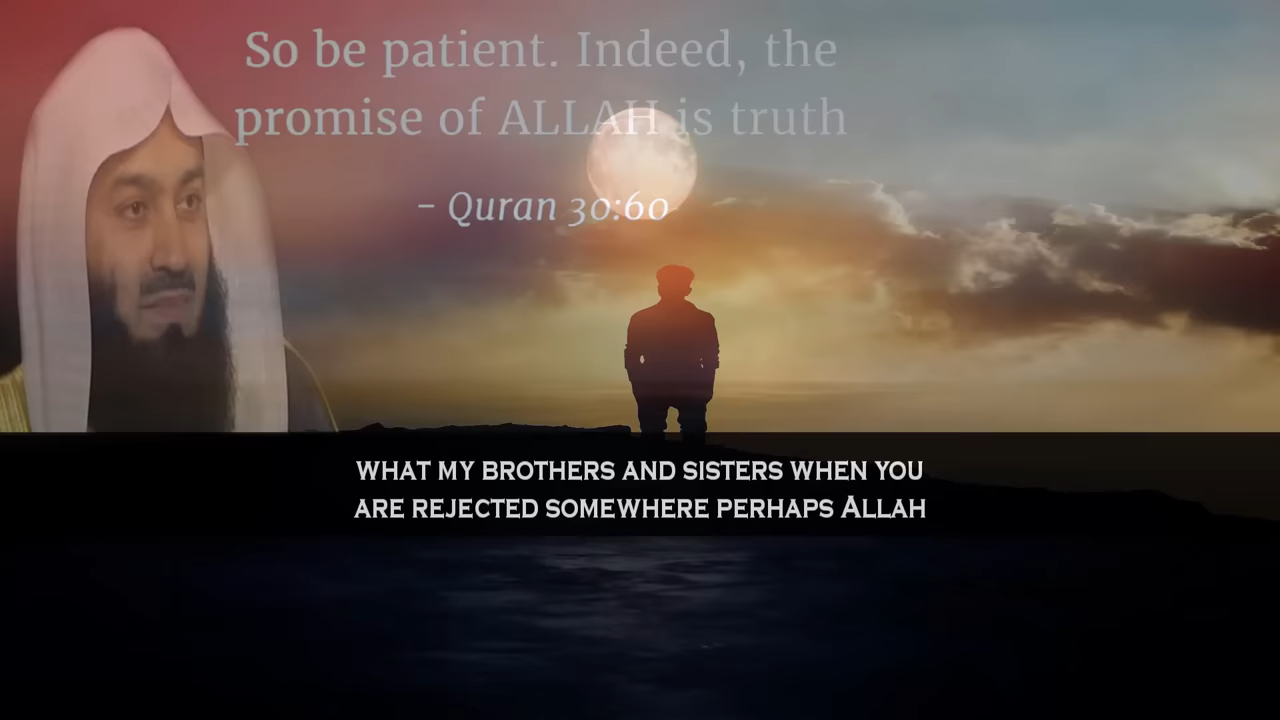 So be patient. Indeed, the
promise of ALLAH is truth
– Quran 30:60
WHAT MY BROTHERS AND SISTERS WHEN YOU
ARE REJECTED SOMEWHERE PERHAPS ALLAH